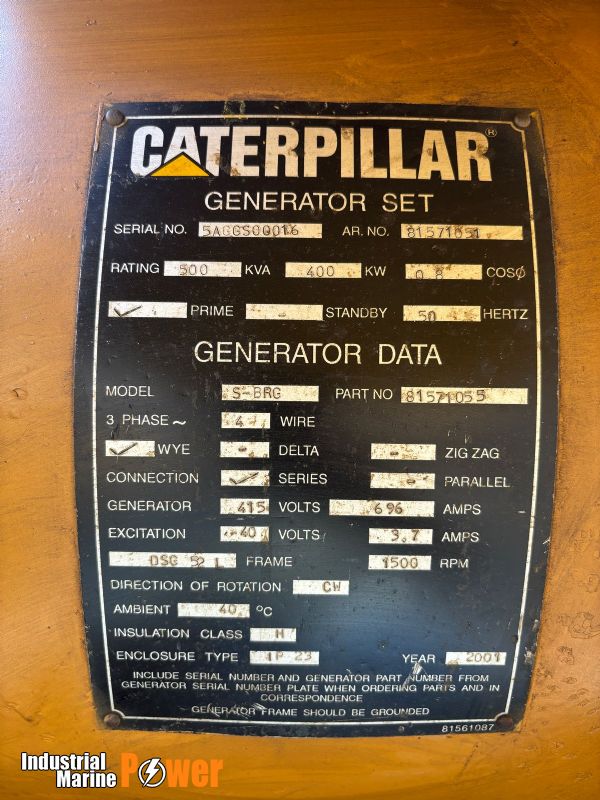 CATERPILLAR®
GENERATOR SET
SERIAL NO. 5AGGS00016 AR. NO. 81571051
RATING 500 KVA 400 KW 0.8 COSØ
✓ PRIME - STANDBY 50 HERTZ
GENERATOR DATA
MODEL S-BRG PART NO 81571055
3 PHASE ~ 4 WIRE
✓ WYE - DELTA - ZIG ZAG
CONNECTION ✓ SERIES - PARALLEL
GENERATOR 415 VOLTS 696 AMPS
EXCITATION 40 VOLTS 3.7 AMPS
DSG 52 L FRAME 1500 RPM
DIRECTION OF ROTATION CW
AMBIENT 40 °C
INSULATION CLASS H
ENCLOSURE TYPE IP 23 YEAR 2001
INCLUDE SERIAL NUMBER AND GENERATOR PART NUMBER FROM
GENERATOR SERIAL NUMBER PLATE WHEN ORDERING PARTS AND IN
CORRESPONDENCE
GENERATOR FRAME SHOULD BE GROUNDED
81561087
Industrial
Marine Power